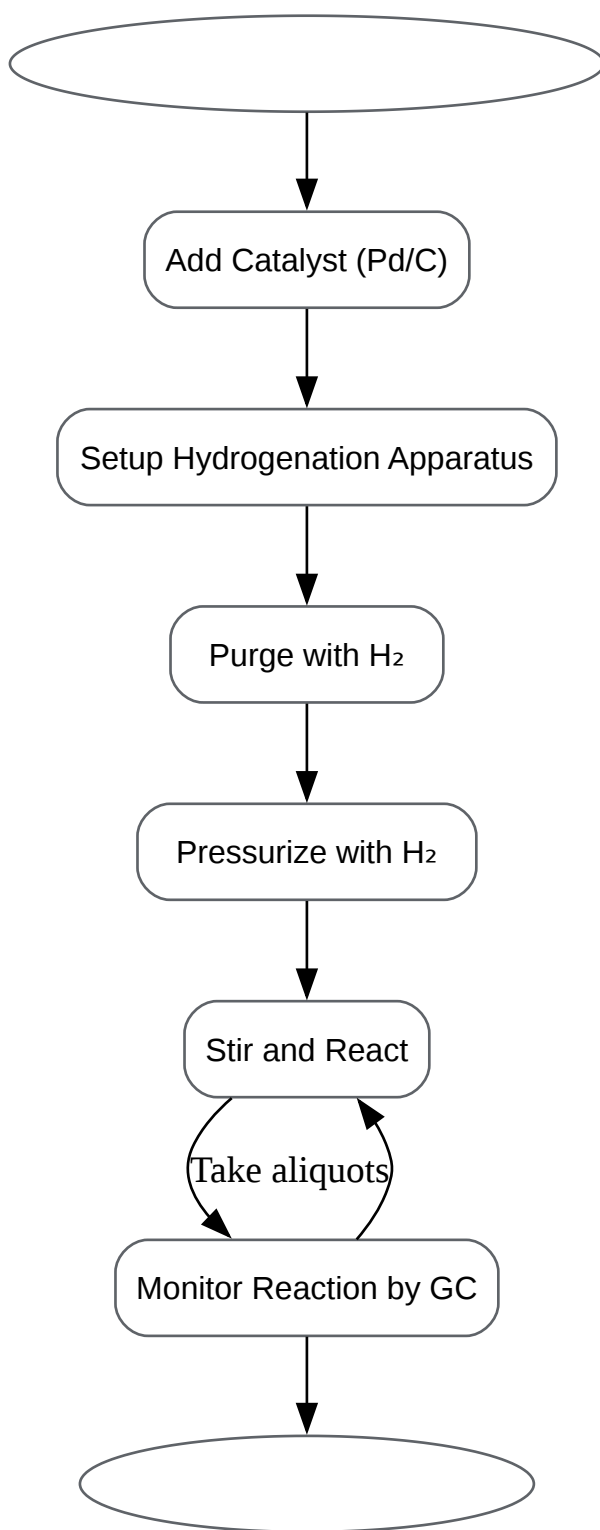 Add Catalyst (Pd/C)
Setup Hydrogenation Apparatus
Purge with H₂
Pressurize with H₂
Stir and React
Take aliquots
Monitor Reaction by GC